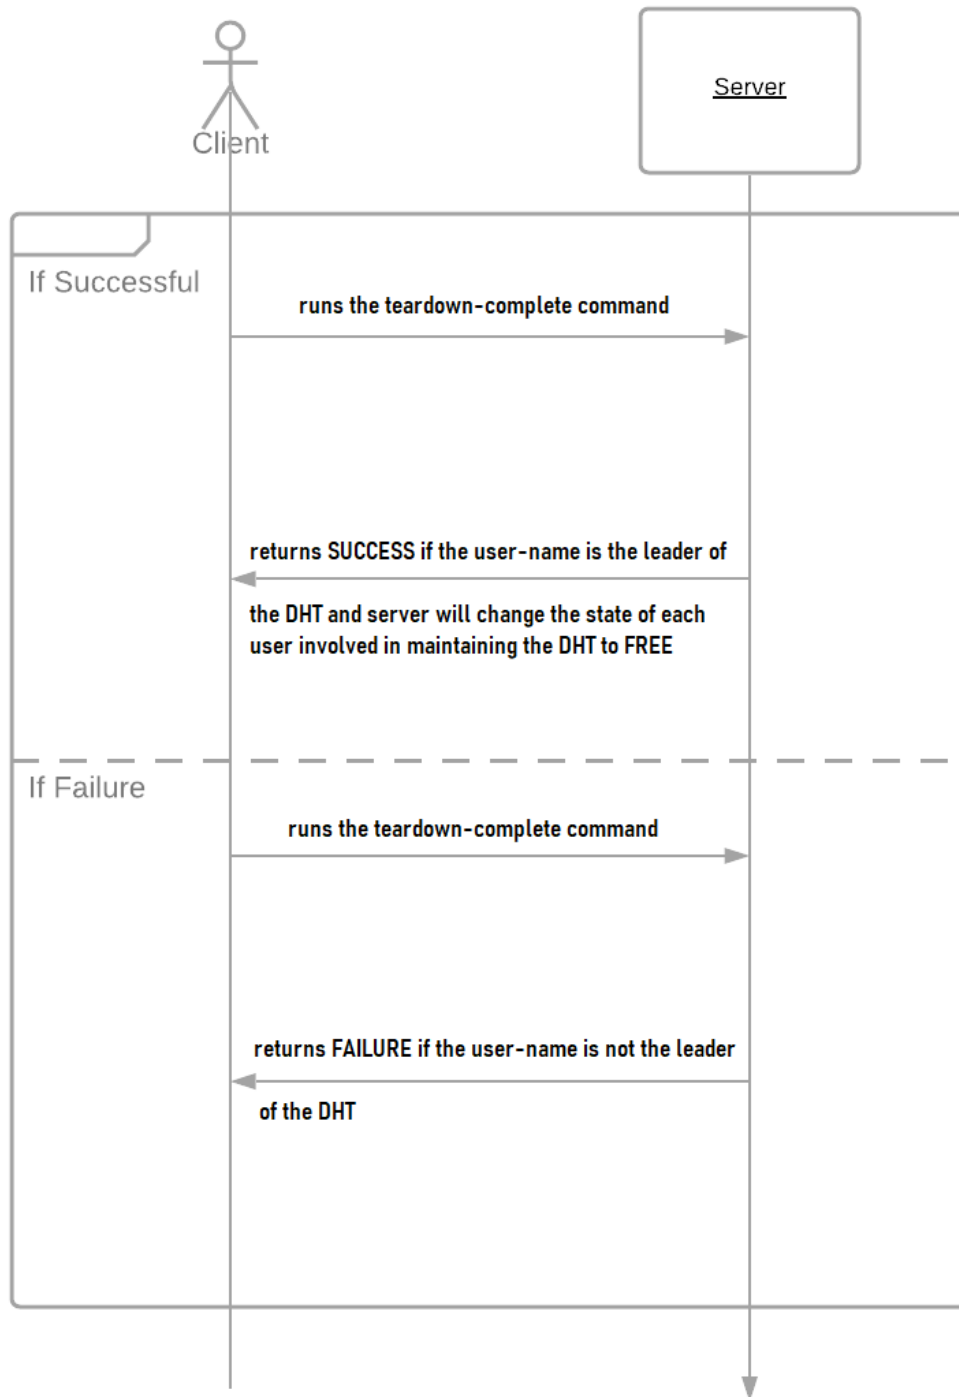 Server
Client
If Successful
runs the teardown-complete command
returns SUCCESS if the user-name is the leader of
the DHT and server will change the state of each
user involved in maintaining the DHT to FREE
If Failure
runs the teardown-complete command
returns FAILURE if the user-name is not the leader
of the DHT